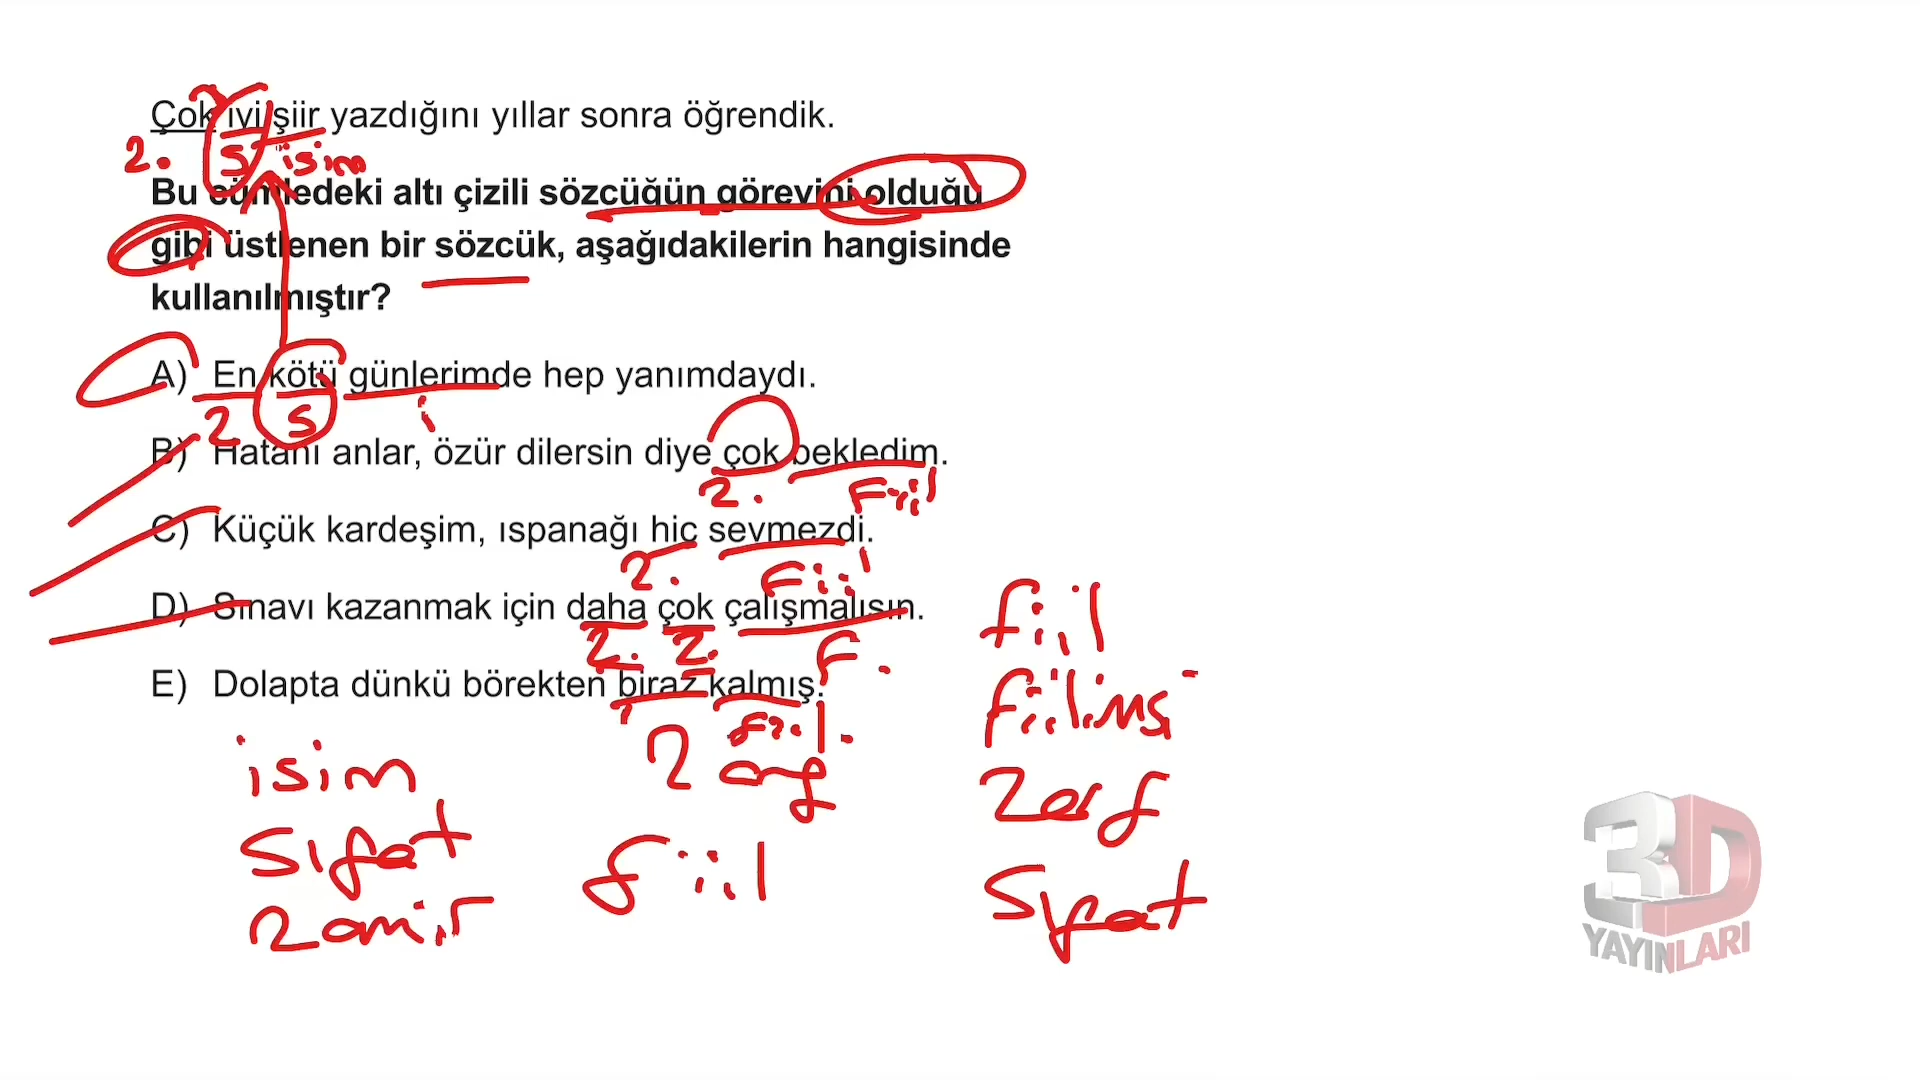 Çok iyi şiir yazdığını yıllar sonra öğrendik.
2. S isim
Bu cümledeki altı çizili sözcüğün görevini olduğu
gibi üstlenen bir sözcük, aşağıdakilerin hangisinde
kullanılmıştır?
A) En kötü günlerimde hep yanımdaydı.
2 S i
B) Hatanı anlar, özür dilersin diye çok bekledim.
2. Fiil
C) Küçük kardeşim, ıspanağı hiç sevmezdi.
2. Fiil
D) Sınavı kazanmak için daha çok çalışmalısın.
2. 2. F.
E) Dolapta dünkü börekten biraz kalmış.
fiil.
Zarf
isim
Sıfat
Zamir
fiil
fiil
fiilimsi
Zarf
Sıfat
3D
YAYINLARI